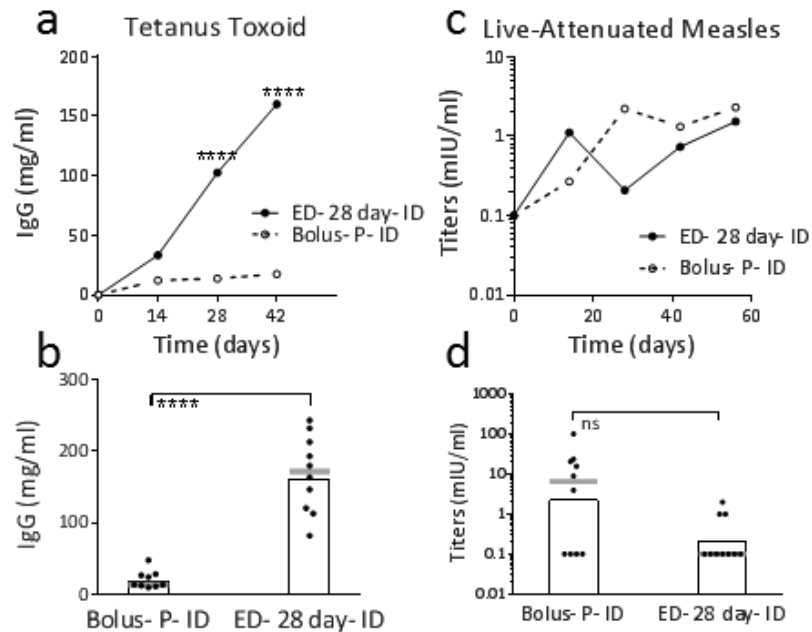 a Tetanus Toxoid
200
150
100
50
0
IgG (mg/ml)
****
****
ED- 28 day- ID
Bolus- P- ID
0 14 28 42
Time (days)
c Live-Attenuated Measles
10
1
0.1
0.01
Titers (mIU/ml)
ED- 28 day- ID
Bolus- P- ID
0 20 40 60
Time (days)
b
300
200
100
0
IgG (mg/ml)
****
Bolus- P- ID ED- 28 day- ID
d
1000
100
10
1
0.1
0.01
Titers (mIU/ml)
ns
Bolus- P- ID ED- 28 day- ID